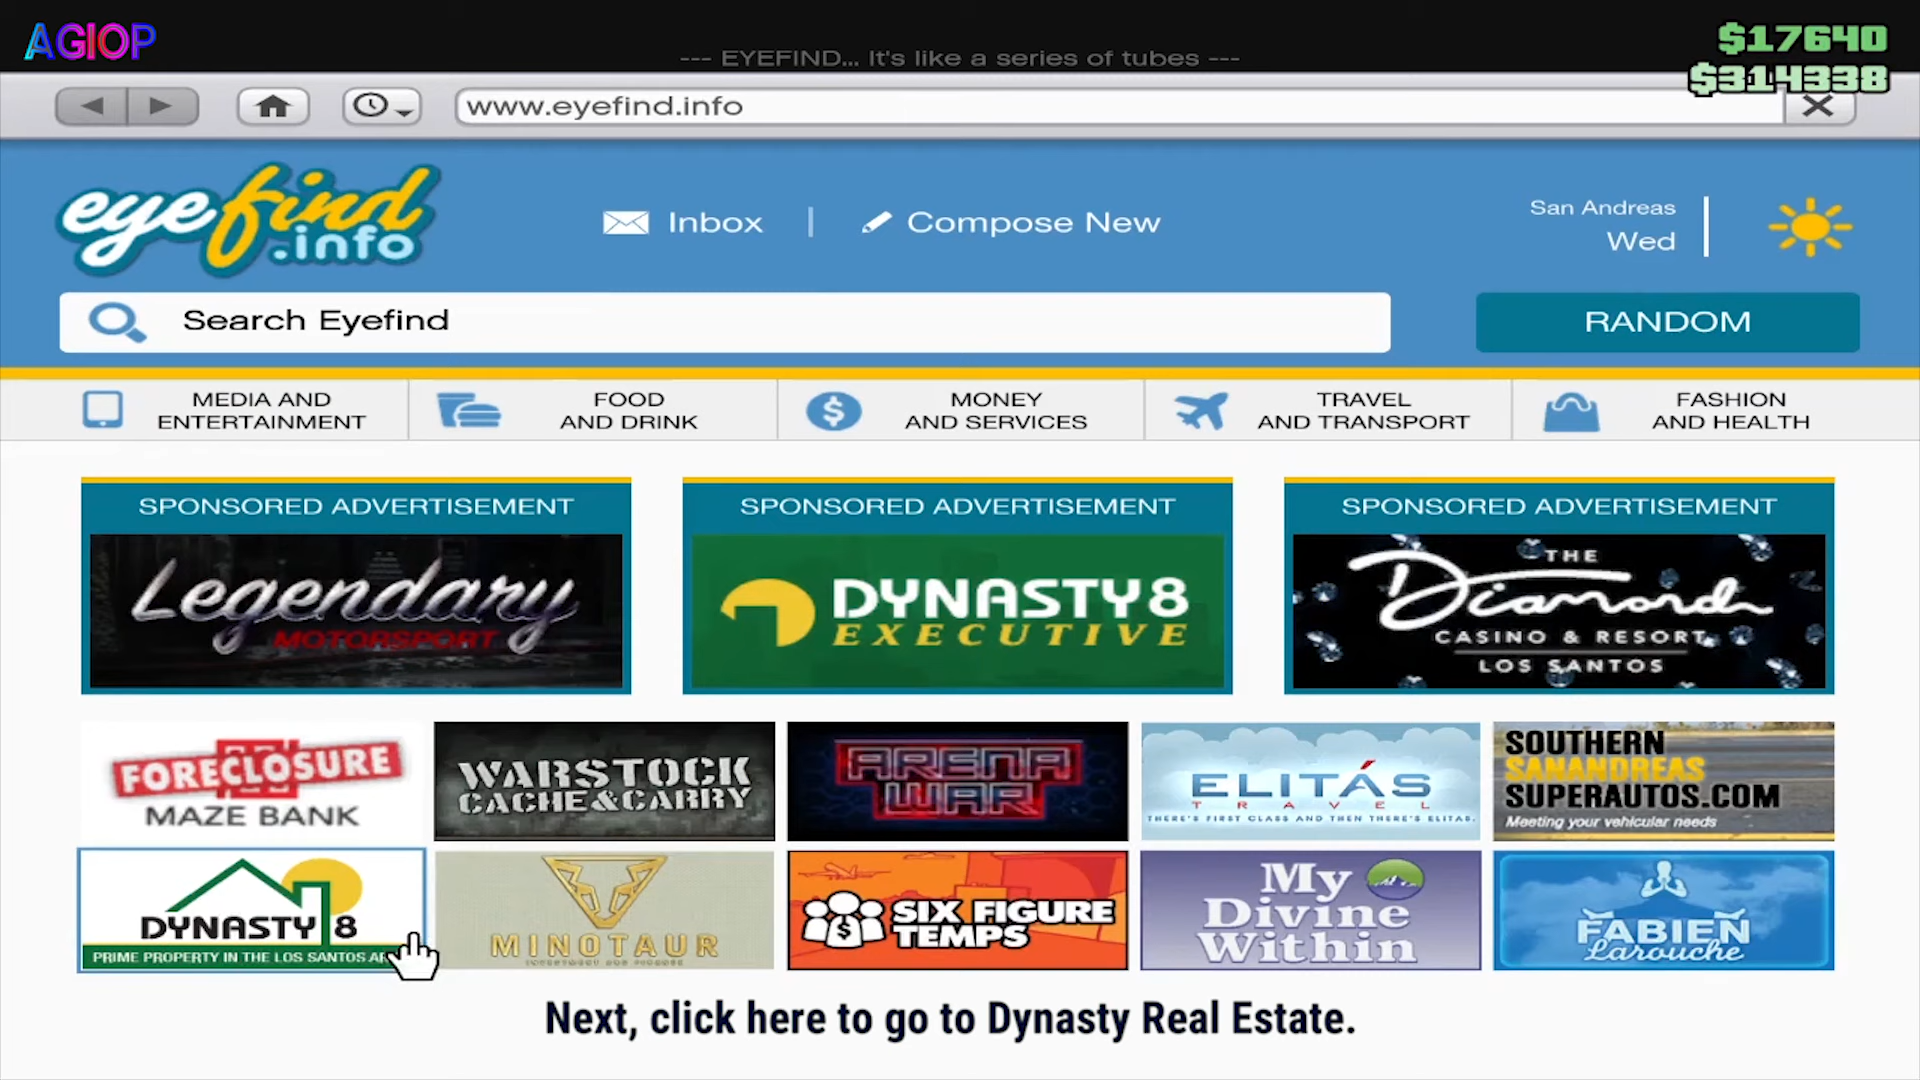 AGIOP
--- EYEFIND... It's like a series of tubes ---
$17640
$314338
www.eyefind.info
eyefind
.info
Inbox
Compose New
San Andreas
Wed
Search Eyefind
RANDOM
MEDIA AND
ENTERTAINMENT
FOOD
AND DRINK
MONEY
AND SERVICES
TRAVEL
AND TRANSPORT
FASHION
AND HEALTH
SPONSORED ADVERTISEMENT
Legendary
MOTORSPORT
SPONSORED ADVERTISEMENT
DYNASTY8
EXECUTIVE
SPONSORED ADVERTISEMENT
THE
Diamond
CASINO & RESORT
LOS SANTOS
FORECLOSURE
MAZE BANK
WARSTOCK
CACHE&CARRY
ARENA
WAR
ELITÁS
TRAVEL
THERE'S FIRST CLASS AND THEN THERE'S ELITAS.
SOUTHERN
SANANDREAS
SUPERAUTOS.COM
Meeting your vehicular needs
DYNASTY 8
PRIME PROPERTY IN THE LOS SANTOS
MINOTAUR
INVESTMENT AND FINANCE
SIX FIGURE
TEMPS
My
Divine
Within
FABIEN
Larouche
Next, click here to go to Dynasty Real Estate.